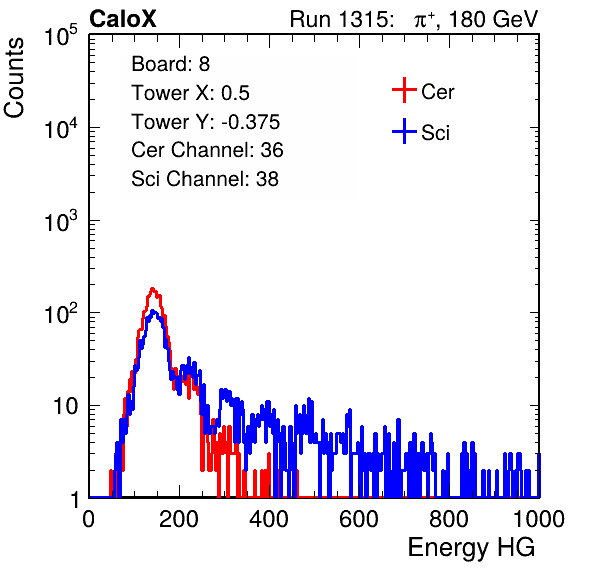 CaloX Run 1315: π⁺, 180 GeV
Counts
Board: 8
Tower X: 0.5
Tower Y: -0.375
Cer Channel: 36
Sci Channel: 38
Cer
Sci
10⁵
10⁴
10³
10²
10
1
0 200 400 600 800 1000
Energy HG